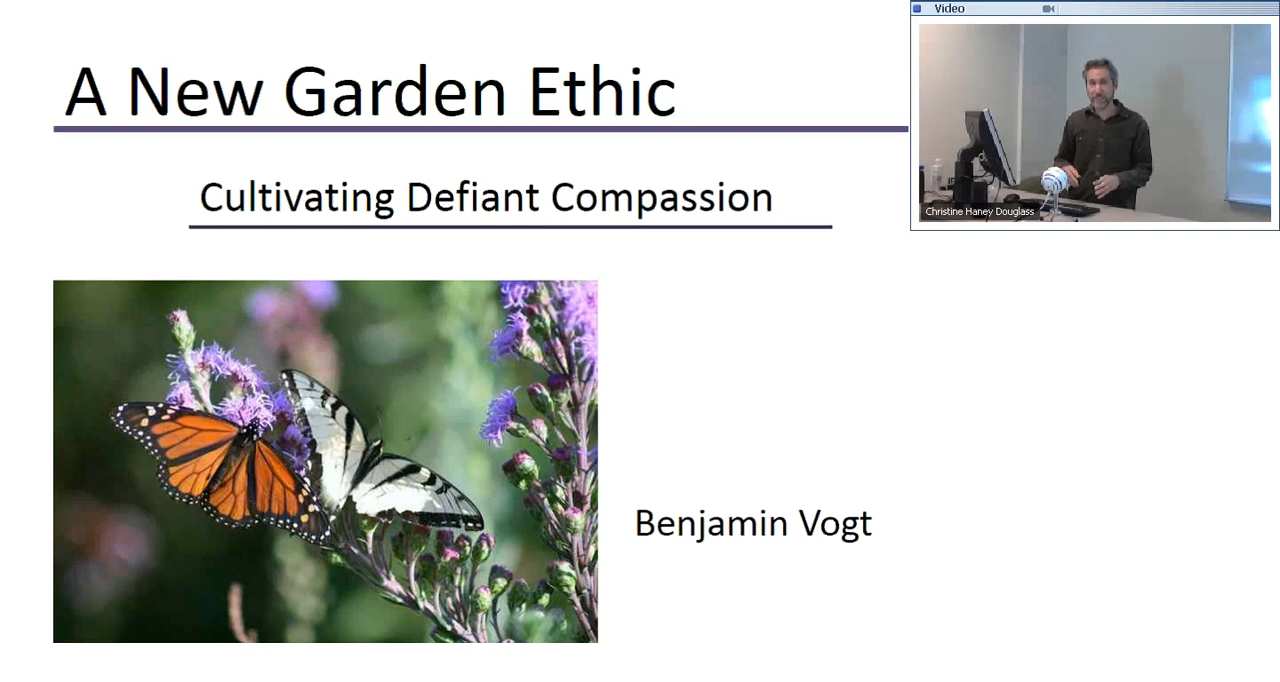 A New Garden Ethic
Video
Cultivating Defiant Compassion
Christine Haney Douglass
Benjamin Vogt